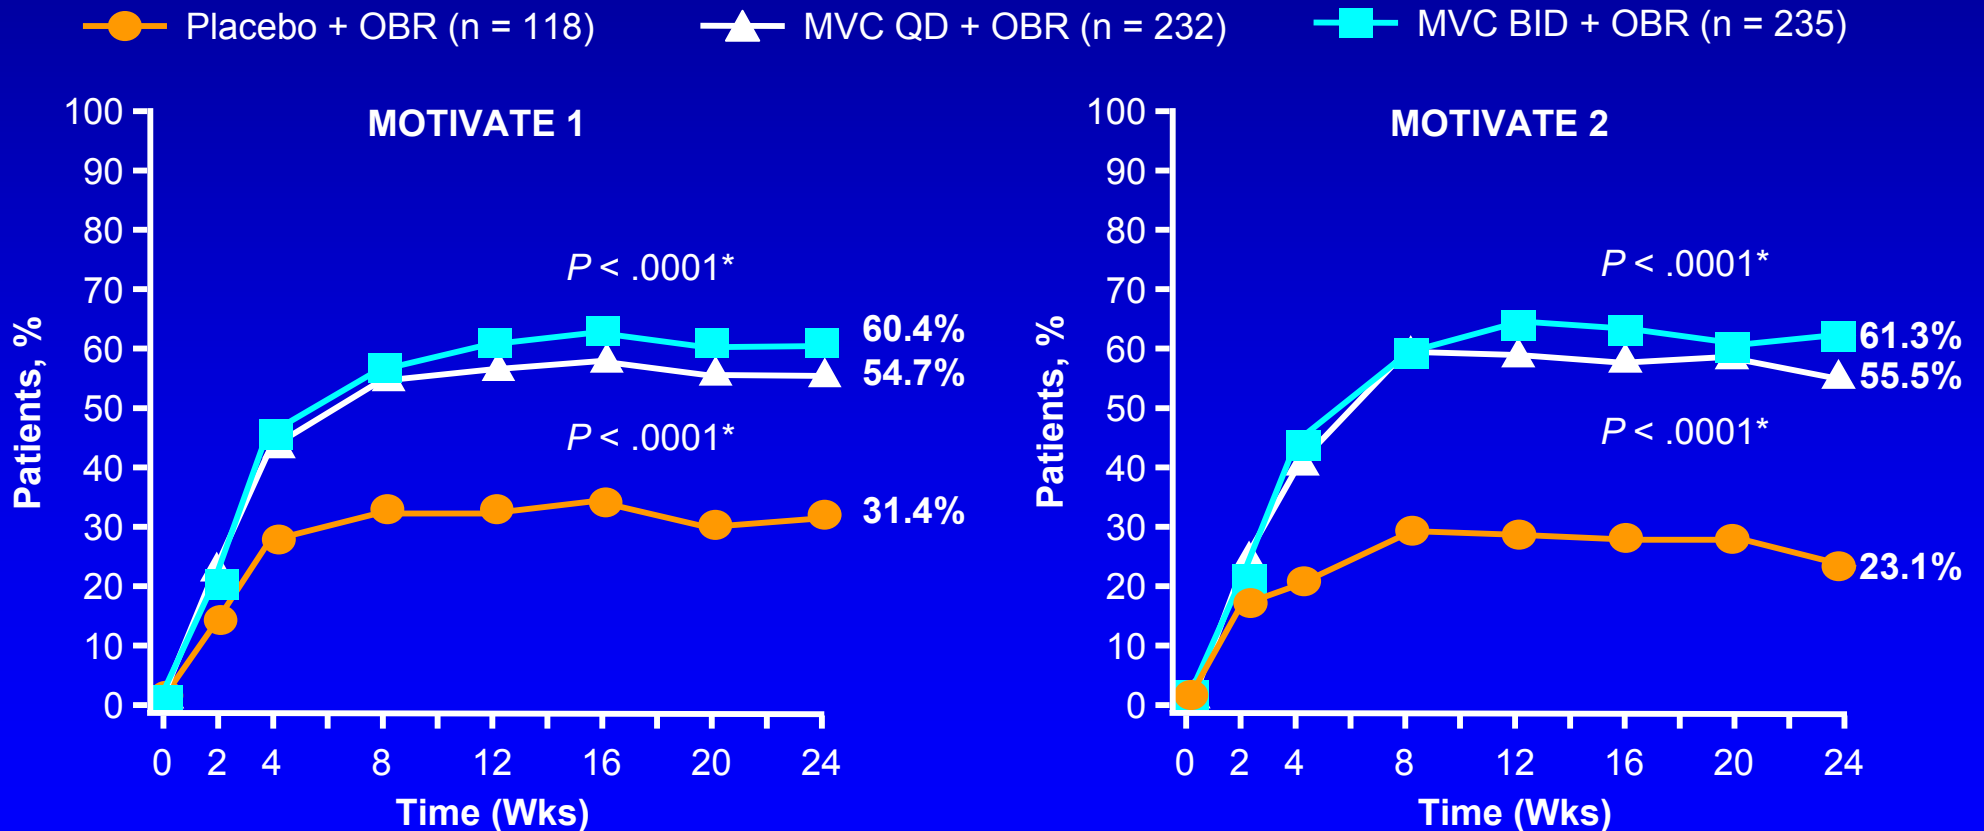 Placebo + OBR (n = 118)
MVC QD + OBR (n = 232)
MVC BID + OBR (n = 235)
MOTIVATE 1
Patients, %
100
90
80
70
60
50
40
30
20
10
0
P < .0001*
P < .0001*
60.4%
54.7%
31.4%
0 2 4 8 12 16 20 24
Time (Wks)
MOTIVATE 2
Patients, %
100
90
80
70
60
50
40
30
20
10
0
P < .0001*
P < .0001*
61.3%
55.5%
23.1%
0 2 4 8 12 16 20 24
Time (Wks)